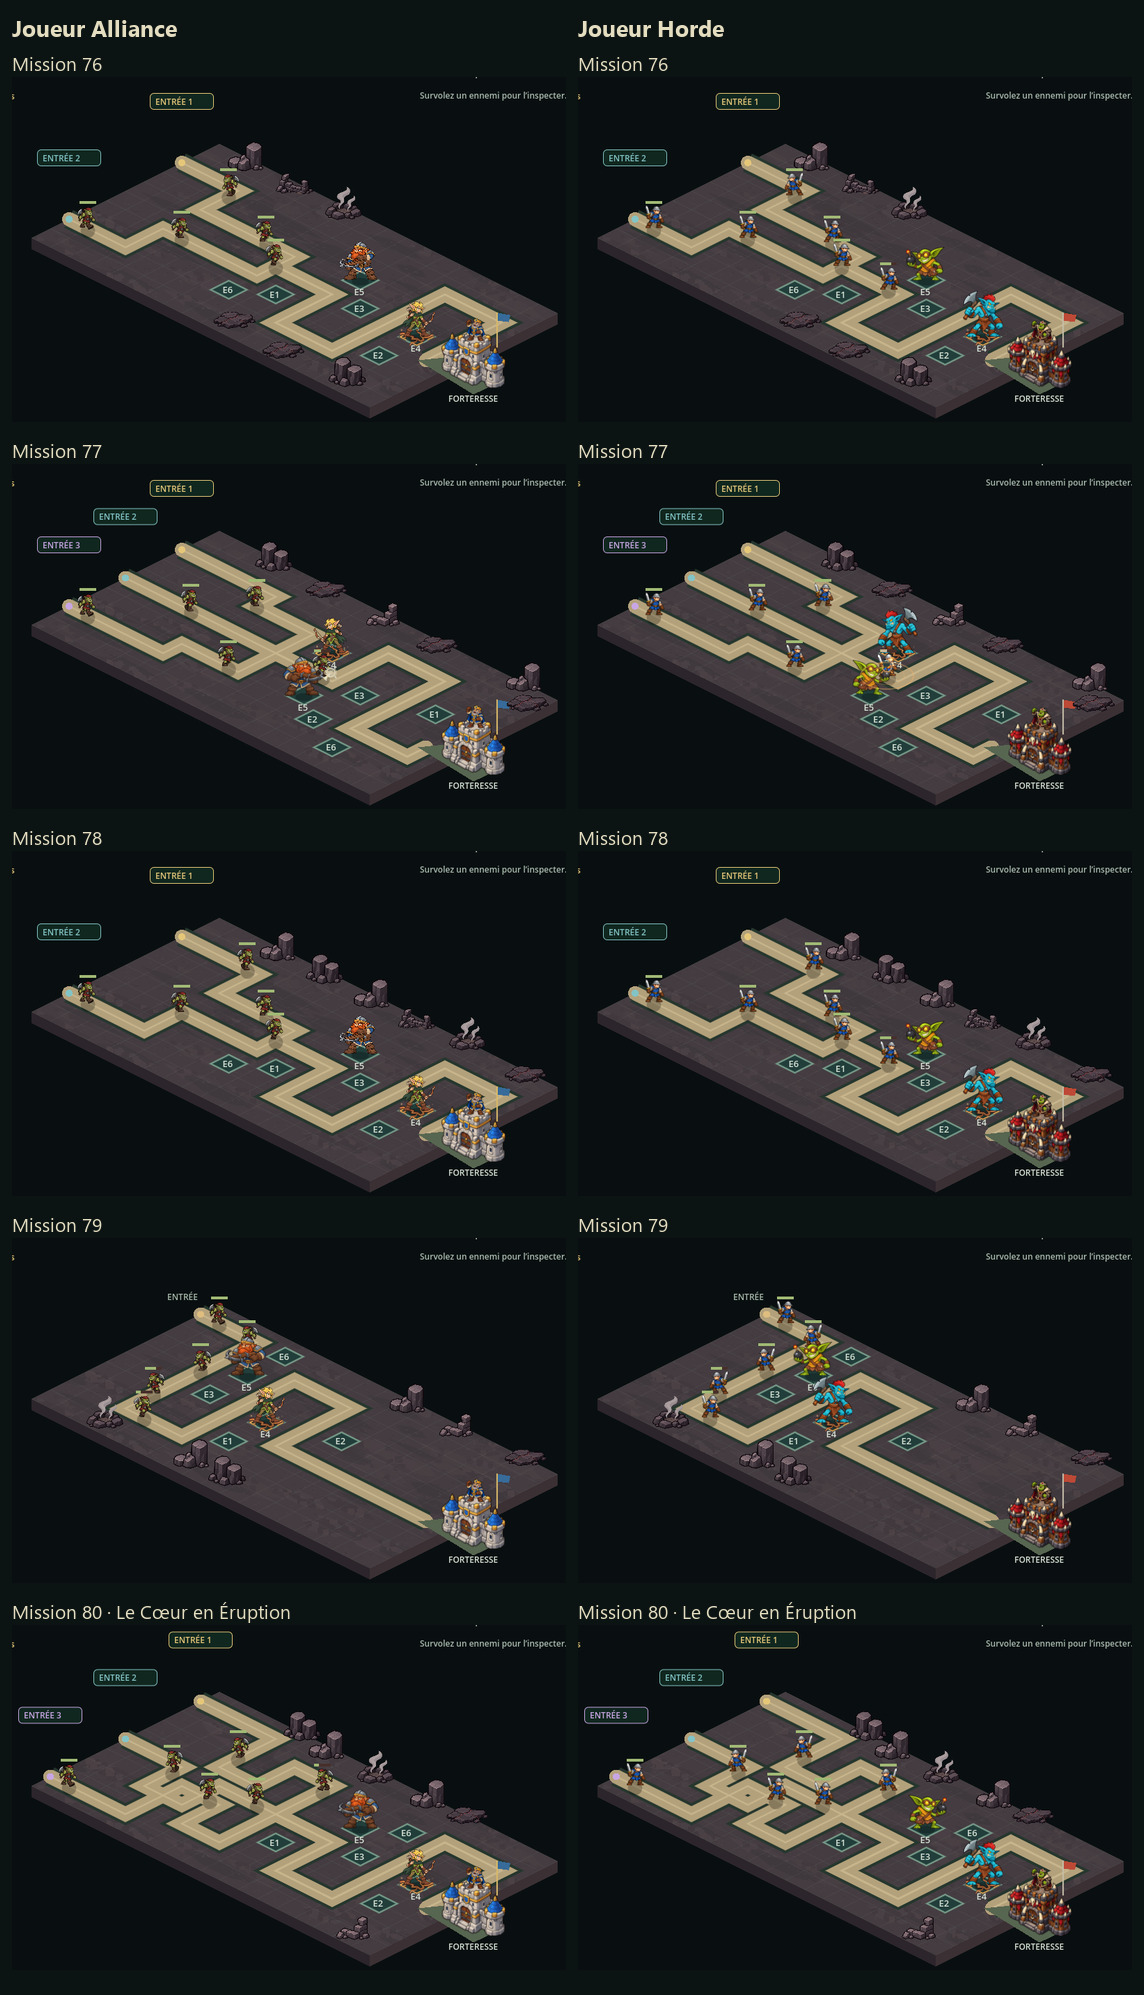 Joueur Alliance
Joueur Horde
Mission 76
Mission 76
s
Survolez un ennemi pour l'inspecter.
ENTRÉE 1
ENTRÉE 2
E6
E1
E5
E3
E4
E2
FORTERESSE
s
Survolez un ennemi pour l'inspecter.
ENTRÉE 1
ENTRÉE 2
E6
E1
E5
E3
E4
E2
FORTERESSE
Mission 77
Mission 77
s
Survolez un ennemi pour l'inspecter.
ENTRÉE 1
ENTRÉE 2
ENTRÉE 3
E3
E5
E2
E1
E6
FORTERESSE
s
Survolez un ennemi pour l'inspecter.
ENTRÉE 1
ENTRÉE 2
ENTRÉE 3
E3
E5
E2
E1
E6
FORTERESSE
Mission 78
Mission 78
s
Survolez un ennemi pour l'inspecter.
ENTRÉE 1
ENTRÉE 2
E6
E1
E5
E3
E4
E2
FORTERESSE
s
Survolez un ennemi pour l'inspecter.
ENTRÉE 1
ENTRÉE 2
E6
E1
E5
E3
E4
E2
FORTERESSE
Mission 79
Mission 79
s
Survolez un ennemi pour l'inspecter.
ENTRÉE
E6
E5
E3
E4
E1
E2
FORTERESSE
s
Survolez un ennemi pour l'inspecter.
ENTRÉE
E6
E3
E4
E1
E2
FORTERESSE
Mission 80 · Le Cœur en Éruption
Mission 80 · Le Cœur en Éruption
s
Survolez un ennemi pour l'inspecter.
ENTRÉE 1
ENTRÉE 2
ENTRÉE 3
E6
E5
E1
E3
E4
E2
FORTERESSE
s
Survolez un ennemi pour l'inspecter.
ENTRÉE 1
ENTRÉE 2
ENTRÉE 3
E6
E5
E1
E3
E4
E2
FORTERESSE